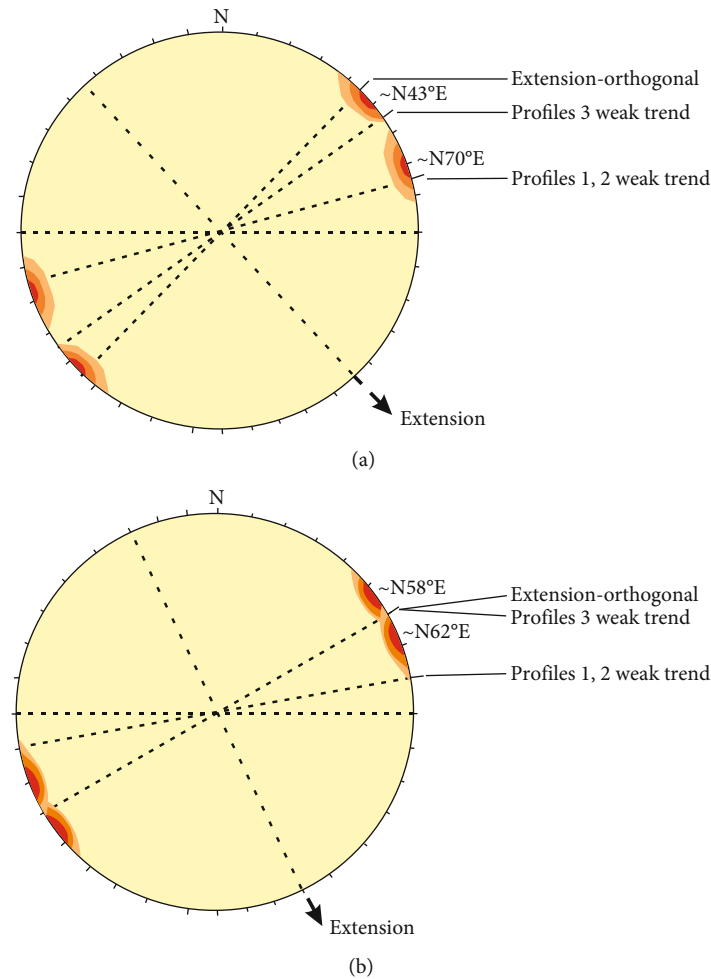 N
Extension-orthogonal
~N43°E
Profiles 3 weak trend
~N70°E
Profiles 1, 2 weak trend
Extension
(a)
N
~N58°E
Extension-orthogonal
Profiles 3 weak trend
~N62°E
Profiles 1, 2 weak trend
Extension
(b)